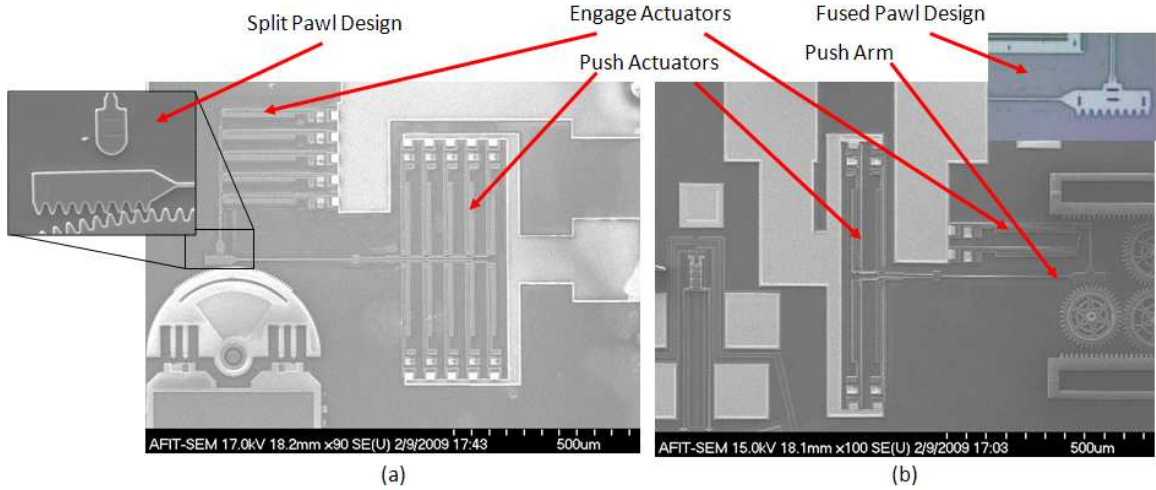 Split Pawl Design
Engage Actuators
Fused Pawl Design
Push Actuators
Push Arm
AFIT-SEM 17.0kV 18.2mm x90 SE(U) 2/9/2009 17:43
500um
AFIT-SEM 15.0kV 18.1mm x100 SE(U) 2/9/2009 17:03
500um
(a)
(b)